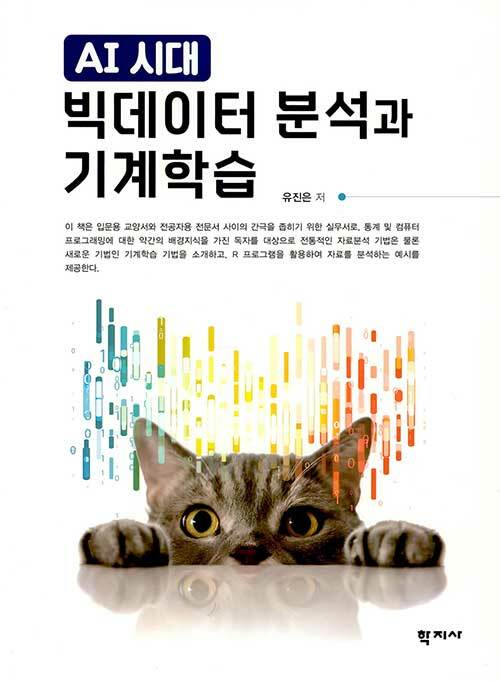 AI 시대
빅데이터 분석과
기계학습
유진은 저
이 책은 입문용 교양서와 전공자용 전문서 사이의 간극을 좁히기 위한 실무서로, 통계 및 컴퓨터
프로그래밍에 대한 약간의 배경지식을 가진 독자를 대상으로 전통적인 자료분석 기법은 물론
새로운 기법인 기계학습 기법을 소개하고, R 프로그램을 활용하여 자료를 분석하는 예시를
제공한다.
학지사